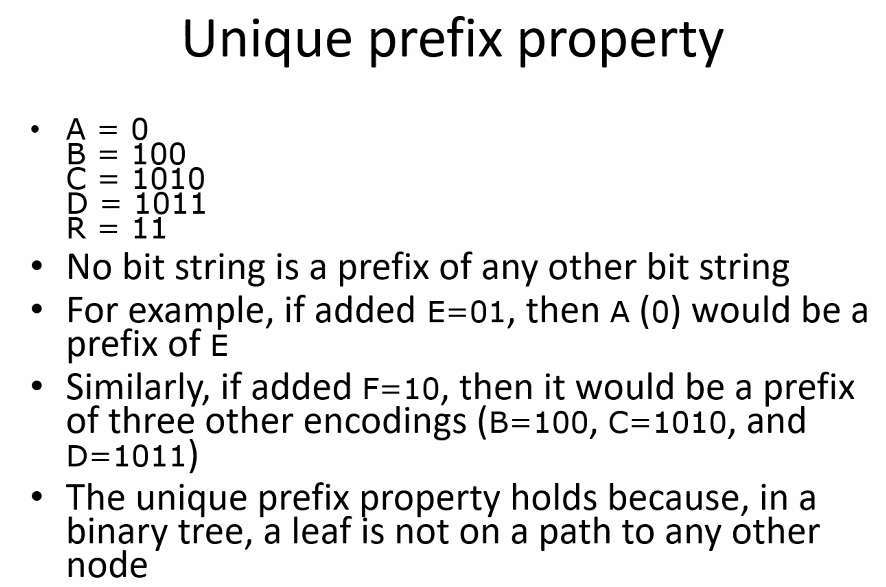 Unique prefix property
• A = 0
B = 100
C = 1010
D = 1011
R = 11
• No bit string is a prefix of any other bit string
• For example, if added E=01, then A (0) would be a
prefix of E
• Similarly, if added F=10, then it would be a prefix
of three other encodings (B=100, C=1010, and
D=1011)
• The unique prefix property holds because, in a
binary tree, a leaf is not on a path to any other
node